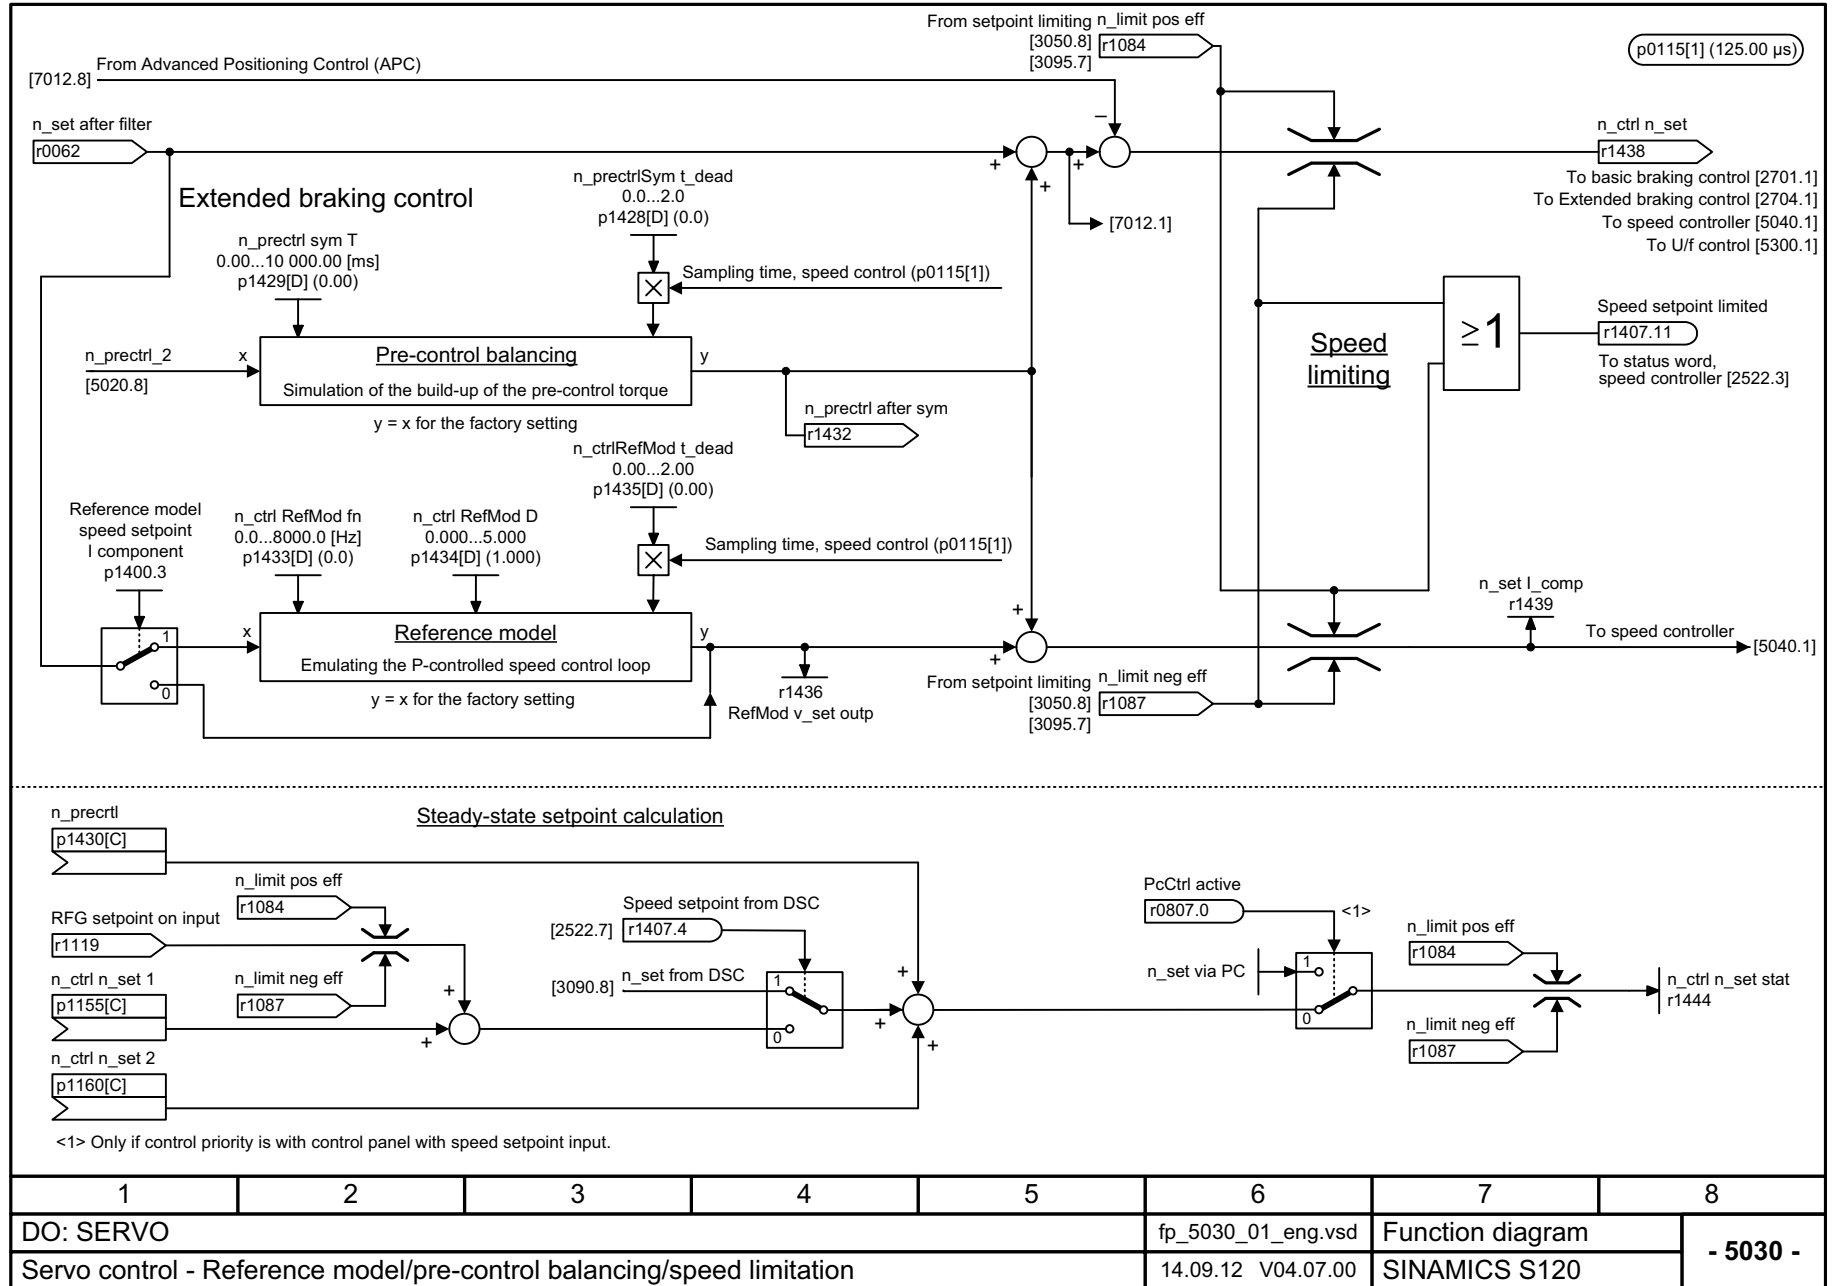 From setpoint limiting n_limit pos eff
[3050.8] r1084
[3095.7]
p0115[1] (125.00 µs)
From Advanced Positioning Control (APC)
[7012.8]
–
n_set after filter
r0062
n_ctrl n_set
r1438
+
+
+
To basic braking control [2701.1]
To Extended braking control [2704.1]
To speed controller [5040.1]
To U/f control [5300.1]
[7012.1]
Extended braking control
n_prectrlSym t_dead
0.0...2.0
p1428[D] (0.0)
n_prectrl sym T
0.00...10 000.00 [ms]
p1429[D] (0.00)
Sampling time, speed control (p0115[1])
n_prectrl_2
[5020.8]
x
Pre-control balancing
Simulation of the build-up of the pre-control torque
y
y = x for the factory setting
n_prectrl after sym
r1432
Speed
limiting
≥1
Speed setpoint limited
r1407.11
To status word,
speed controller [2522.3]
n_ctrlRefMod t_dead
0.00...2.00
p1435[D] (0.00)
Reference model
speed setpoint
I component
p1400.3
n_ctrl RefMod fn
0.0...8000.0 [Hz]
p1433[D] (0.0)
n_ctrl RefMod D
0.000...5.000
p1434[D] (1.000)
Sampling time, speed control (p0115[1])
1
0
x
Reference model
Emulating the P-controlled speed control loop
y
y = x for the factory setting
r1436
RefMod v_set outp
+
+
n_set I_comp
r1439
To speed controller
[5040.1]
From setpoint limiting n_limit neg eff
[3050.8] r1087
[3095.7]
n_precrtl
p1430[C]
Steady-state setpoint calculation
n_limit pos eff
r1084
RFG setpoint on input
r1119
n_ctrl n_set 1
p1155[C]
n_limit neg eff
r1087
+
+
n_ctrl n_set 2
p1160[C]
Speed setpoint from DSC
[2522.7] r1407.4
[3090.8] n_set from DSC
1
0
+
+
+
PcCtrl active
r0807.0
<1>
n_set via PC
1
0
n_limit pos eff
r1084
n_limit neg eff
r1087
n_ctrl n_set stat
r1444
<1> Only if control priority is with control panel with speed setpoint input.
1 2 3 4 5 6 7 8
DO: SERVO fp_5030_01_eng.vsd Function diagram
- 5030 -
Servo control - Reference model/pre-control balancing/speed limitation 14.09.12 V04.07.00 SINAMICS S120